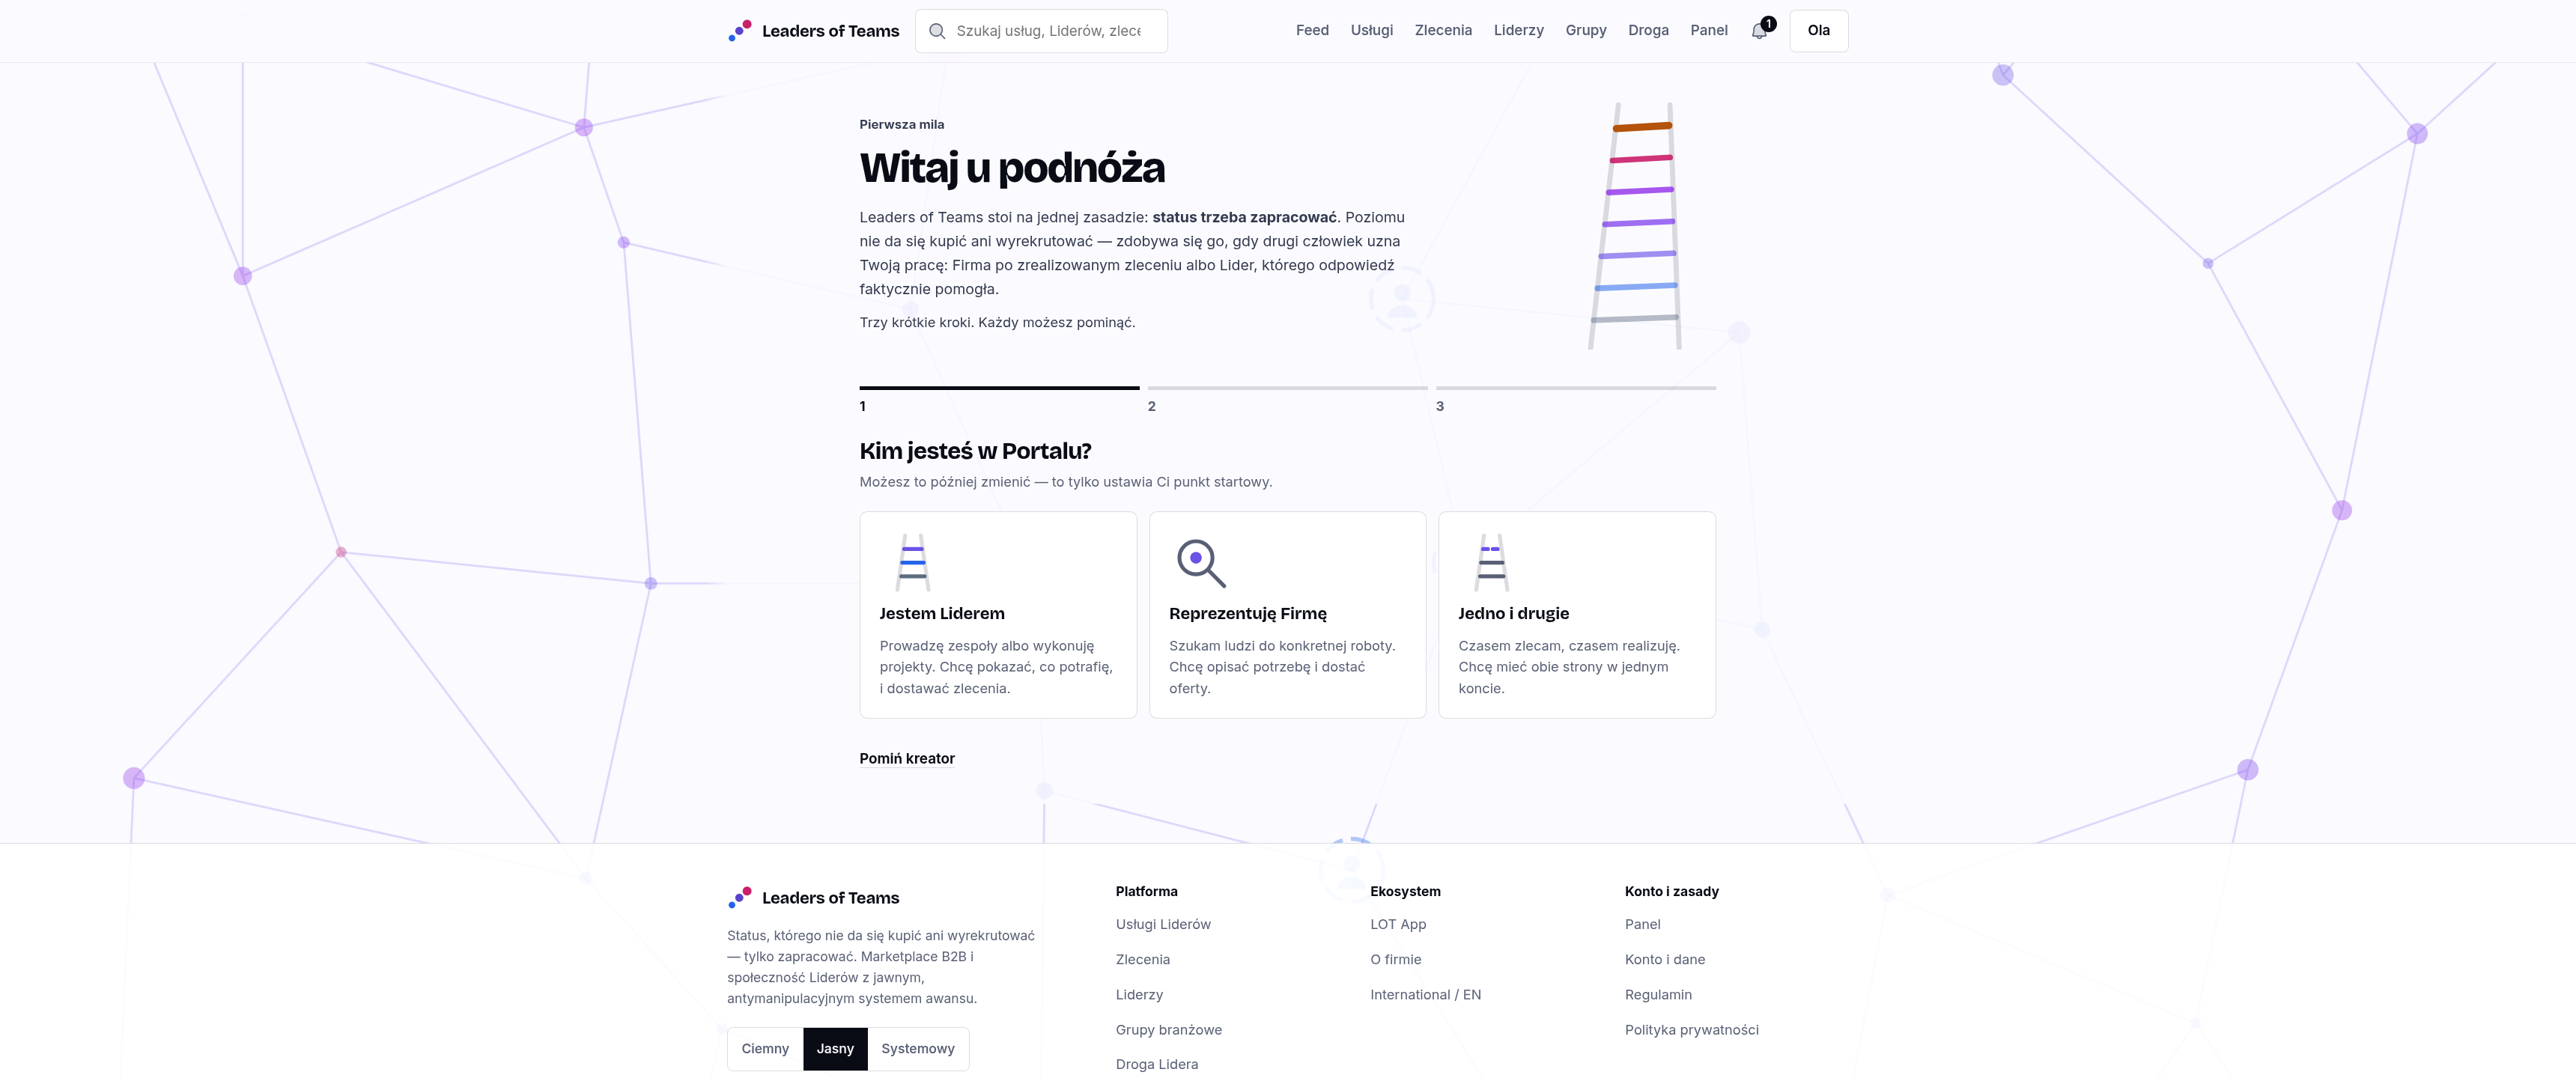 Leaders of Teams
Szukaj usług, Liderów, zlece
Feed
Usługi
Zlecenia
Liderzy
Grupy
Droga
Panel
1
Ola
Pierwsza mila
Witaj u podnóża
Leaders of Teams stoi na jednej zasadzie: status trzeba zapracować. Poziomu
nie da się kupić ani wyrekrutować — zdobywa się go, gdy drugi człowiek uzna
Twoją pracę: Firma po zrealizowanym zleceniu albo Lider, którego odpowiedź
faktycznie pomogła.
Trzy krótkie kroki. Każdy możesz pominąć.
1
2
3
Kim jesteś w Portalu?
Możesz to później zmienić — to tylko ustawia Ci punkt startowy.
Jestem Liderem
Prowadzę zespoły albo wykonuję
projekty. Chcę pokazać, co potrafię,
i dostawać zlecenia.
Reprezentuję Firmę
Szukam ludzi do konkretnej roboty.
Chcę opisać potrzebę i dostać
oferty.
Jedno i drugie
Czasem zlecam, czasem realizuję.
Chcę mieć obie strony w jednym
koncie.
Pomiń kreator
Leaders of Teams
Status, którego nie da się kupić ani wyrekrutować
— tylko zapracować. Marketplace B2B i
społeczność Liderów z jawnym,
antymanipulacyjnym systemem awansu.
Ciemny
Jasny
Systemowy
Platforma
Usługi Liderów
Zlecenia
Liderzy
Grupy branżowe
Droga Lidera
Ekosystem
LOT App
O firmie
International / EN
Konto i zasady
Panel
Konto i dane
Regulamin
Polityka prywatności